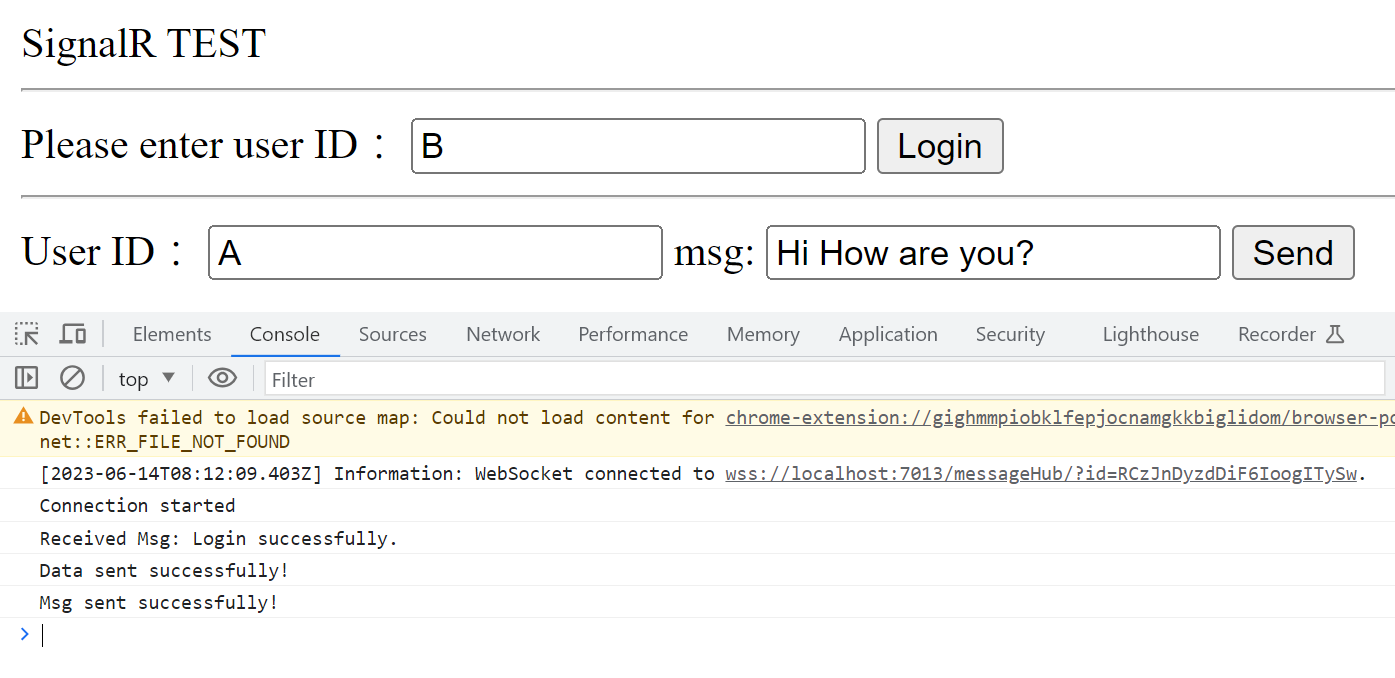 SignalR TEST
Please enter user ID： B Login
User ID： A msg: Hi How are you? Send
Elements Console Sources Network Performance Memory Application Security Lighthouse Recorder
top Filter
DevTools failed to load source map: Could not load content for chrome-extension://gighmmpiobklfepjocnamgkkbiglidom/browser-po
net::ERR_FILE_NOT_FOUND
[2023-06-14T08:12:09.403Z] Information: WebSocket connected to wss://localhost:7013/messageHub/?id=RCzJnDyzdDiF6IoogITySw.
Connection started
Received Msg: Login successfully.
Data sent successfully!
Msg sent successfully!